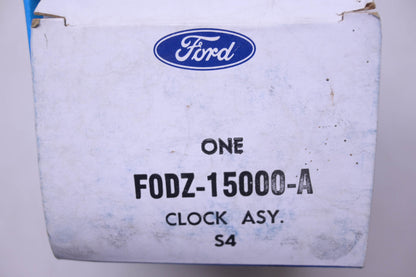 Ford
ONE
F0DZ-15000-A
CLOCK ASY.
S4